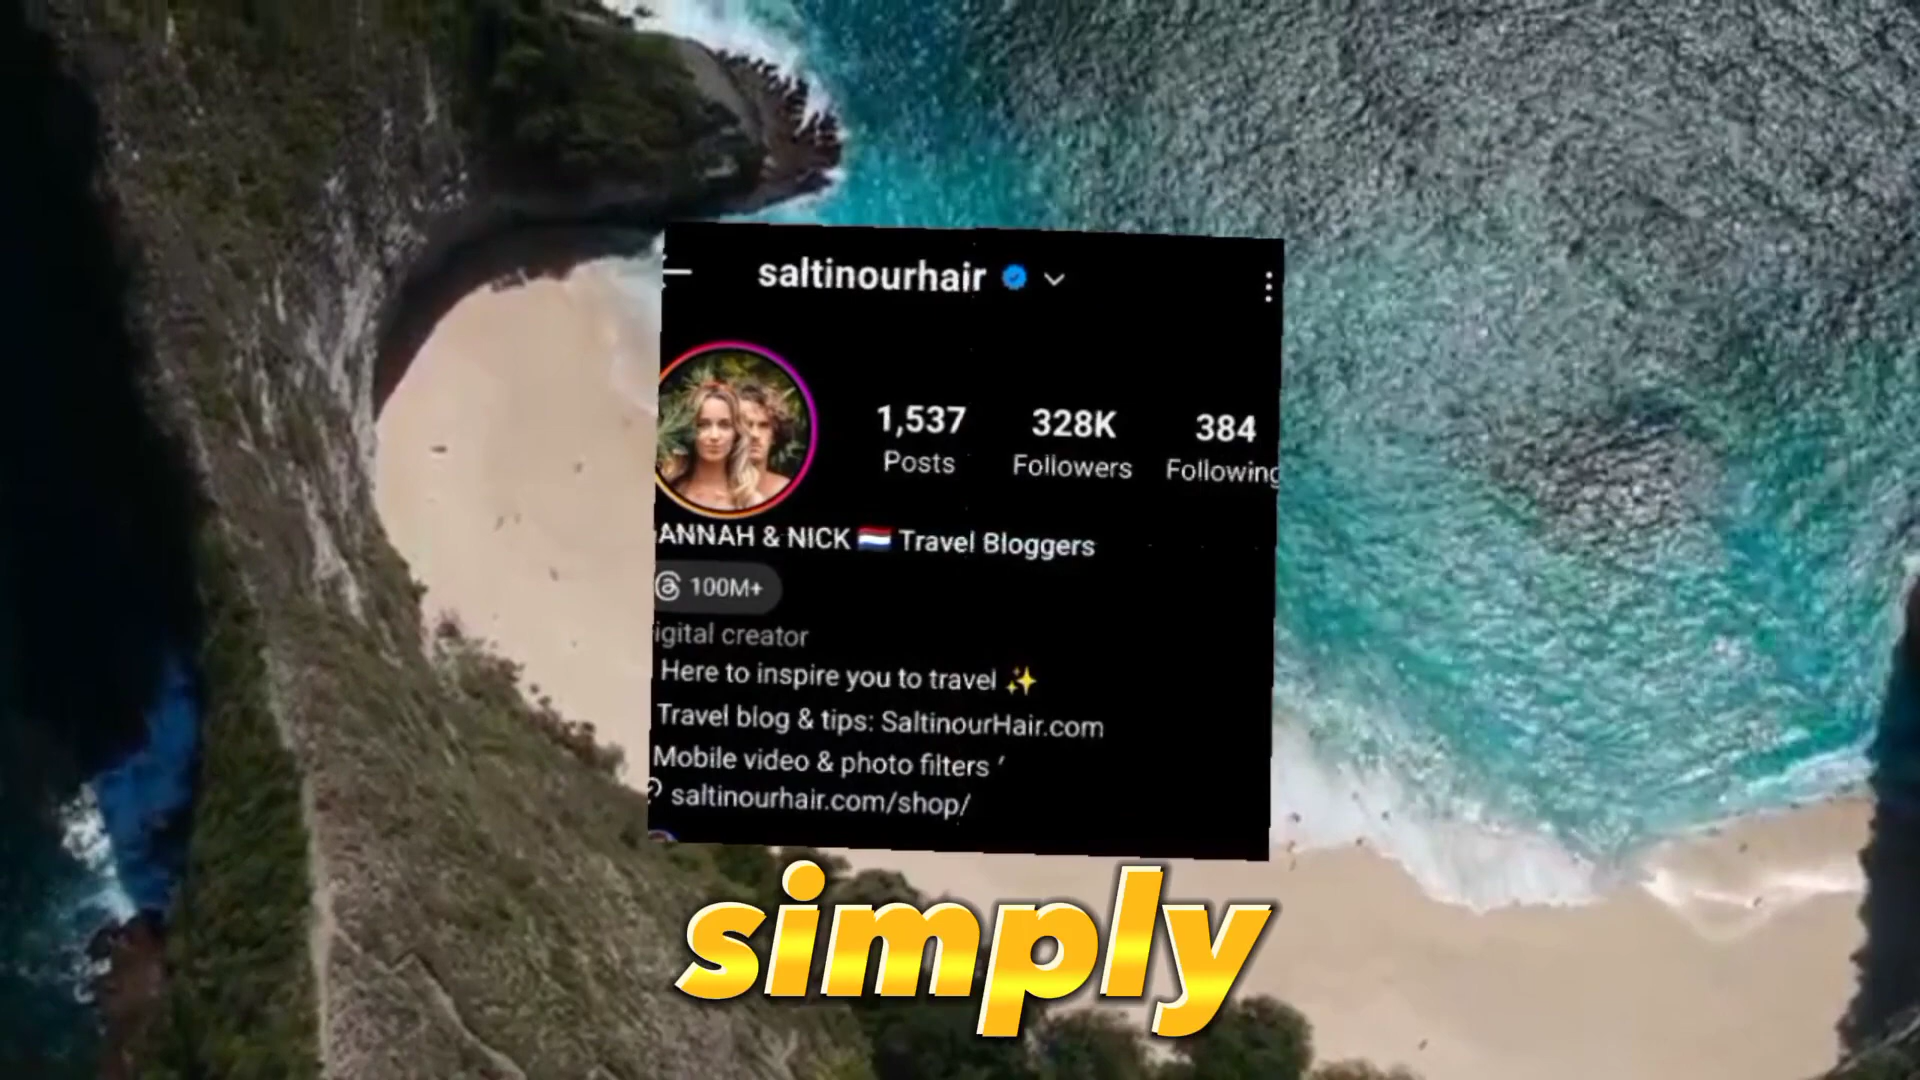 saltinourhair
1,537 328K 384
Posts Followers Following
ANNAH & NICK 🇳🇱 Travel Bloggers
100M+
igital creator
Here to inspire you to travel ✨
Travel blog & tips: SaltinourHair.com
Mobile video & photo filters
saltinourhair.com/shop/
simply